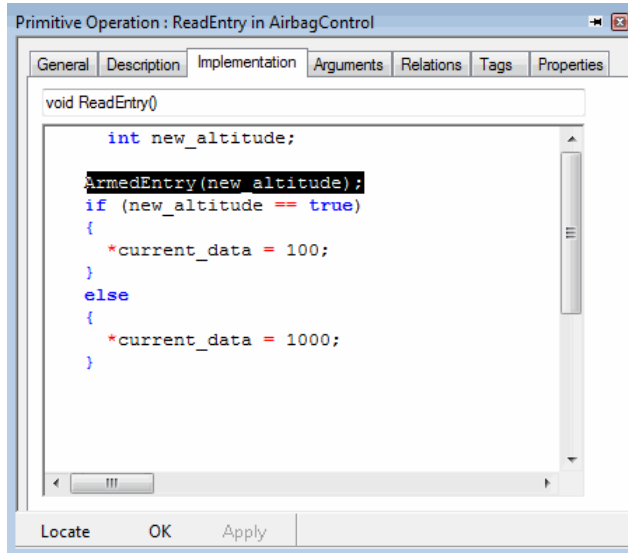 Primitive Operation : ReadEntry in AirbagControl
General Description Implementation Arguments Relations Tags Properties
void ReadEntry()
int new_altitude;
ArmedEntry(new_altitude);
if (new_altitude == true)
{
*current_data = 100;
}
else
{
*current_data = 1000;
}
Locate OK Apply